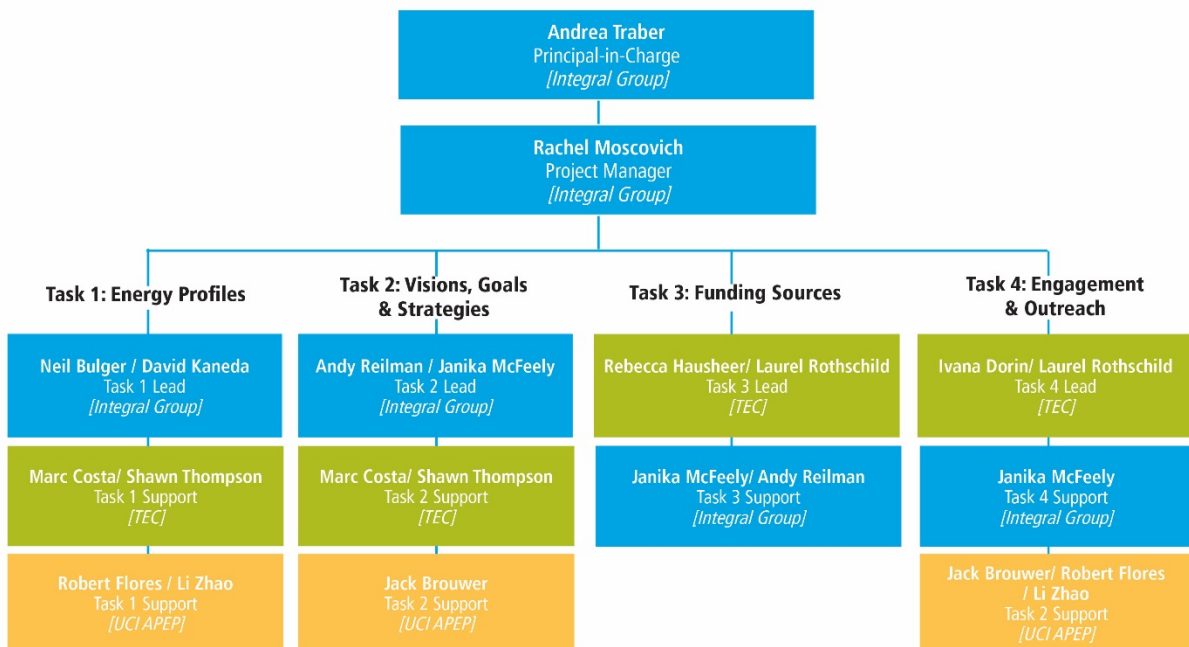 Andrea Traber
Principal-in-Charge
[Integral Group]
Rachel Moscovich
Project Manager
[Integral Group]
Task 1: Energy Profiles
Neil Bulger / David Kaneda
Task 1 Lead
[Integral Group]
Marc Costa/ Shawn Thompson
Task 1 Support
[TEC]
Robert Flores / Li Zhao
Task 1 Support
[UCI APEP]
Task 2: Visions, Goals
& Strategies
Andy Reilman / Janika McFeely
Task 2 Lead
[Integral Group]
Marc Costa/ Shawn Thompson
Task 2 Support
[TEC]
Jack Brouwer
Task 2 Support
[UCI APEP]
Task 3: Funding Sources
Rebecca Hausheer/ Laurel Rothschild
Task 3 Lead
[TEC]
Janika McFeely/ Andy Reilman
Task 3 Support
[Integral Group]
Task 4: Engagement
& Outreach
Ivana Dorin/ Laurel Rothschild
Task 4 Lead
[TEC]
Janika McFeely
Task 4 Support
[Integral Group]
Jack Brouwer/ Robert Flores
/ Li Zhao
Task 2 Support
[UCI APEP]